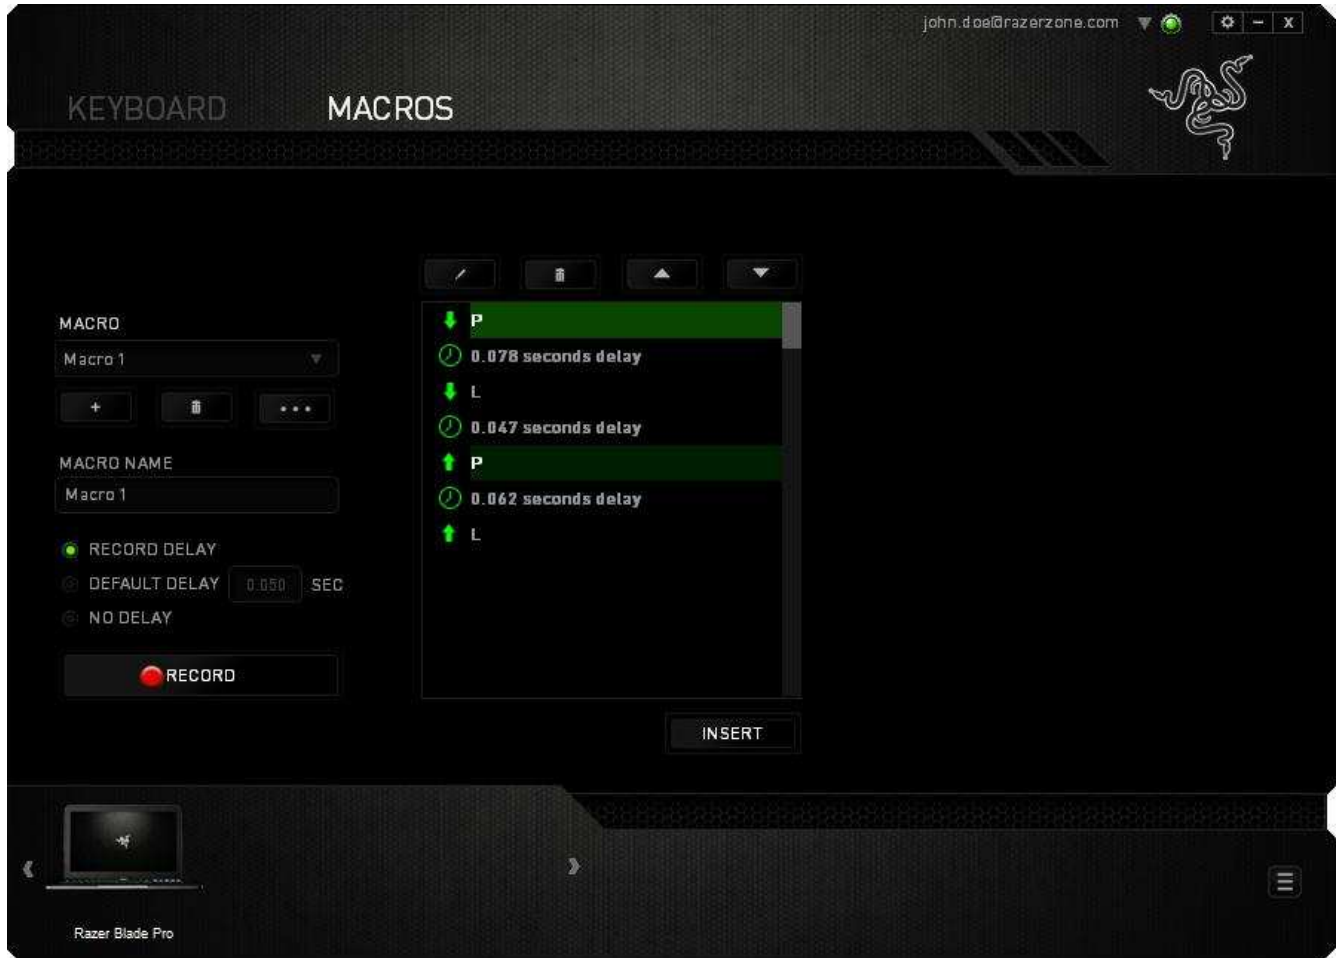 john.doe@razerzone.com
KEYBOARD MACROS
MACRO
Macro 1
MACRO NAME
Macro 1
RECORD DELAY
DEFAULT DELAY 0.050 SEC
NO DELAY
RECORD
P
0.078 seconds delay
L
0.047 seconds delay
P
0.062 seconds delay
L
INSERT
Razer Blade Pro